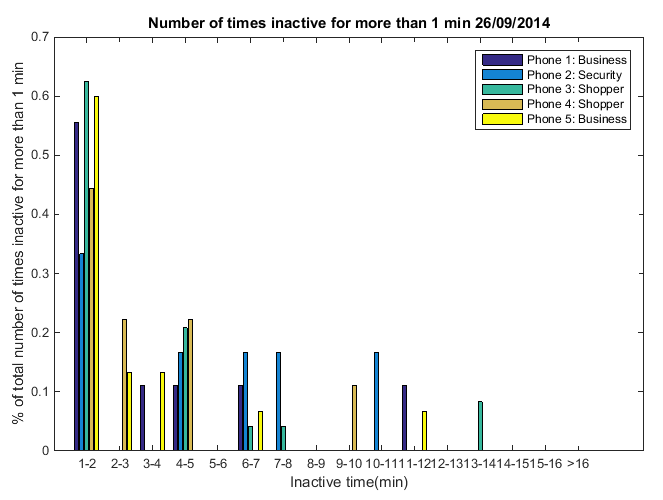 Number of times inactive for more than 1 min 26/09/2014
0.7
0.6
0.5
0.4
0.3
0.2
0.1
0
% of total number of times inactive for more than 1 min
Phone 1: Business
Phone 2: Security
Phone 3: Shopper
Phone 4: Shopper
Phone 5: Business
1-2 2-3 3-4 4-5 5-6 6-7 7-8 8-9 9-10 10-11 11-12 12-13 13-14 14-15 15-16 >16
Inactive time(min)